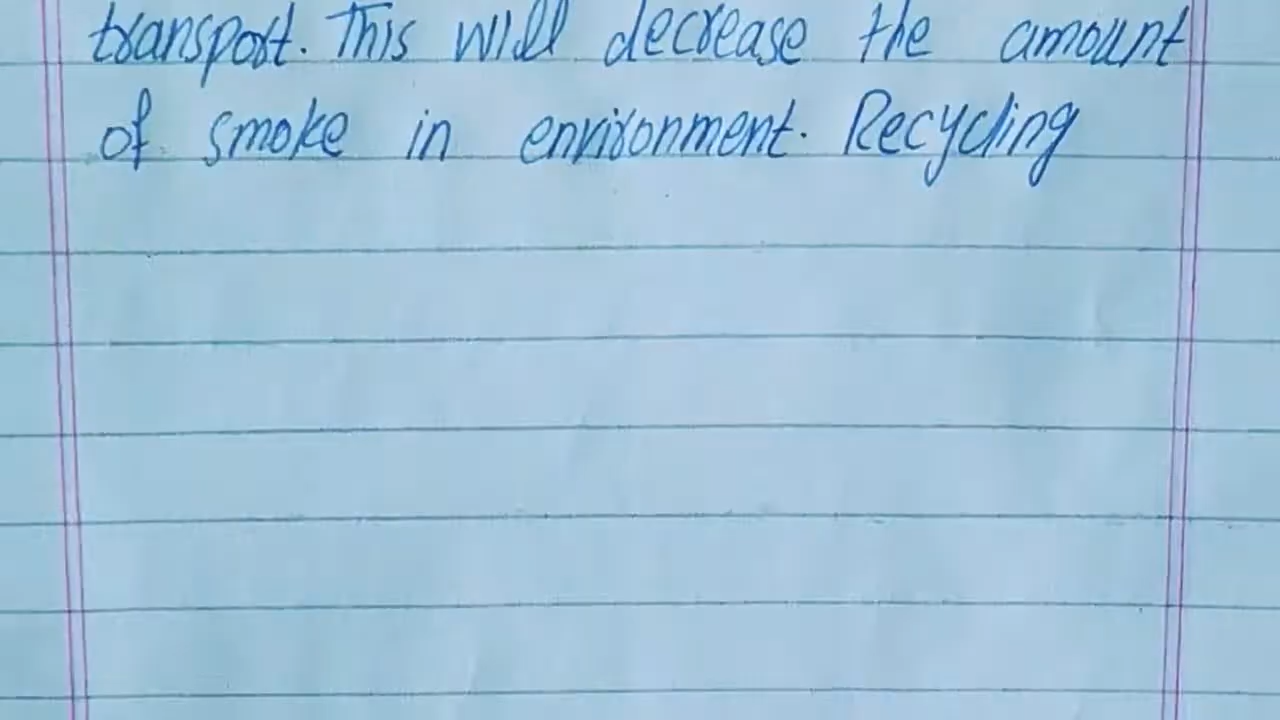 transport. This will decrease the amount
of smoke in environment. Recycling